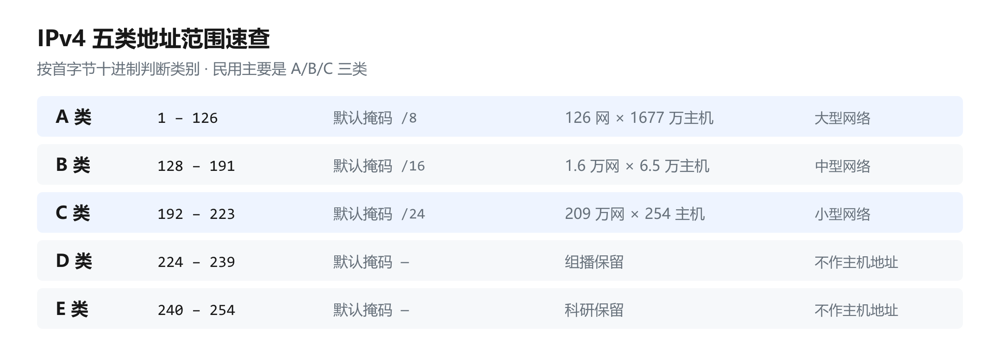 IPv4 五类地址范围速查
按首字节十进制判断类别 · 民用主要是 A/B/C 三类
A 类 1 – 126 默认掩码 /8 126 网 × 1677 万主机 大型网络
B 类 128 – 191 默认掩码 /16 1.6 万网 × 6.5 万主机 中型网络
C 类 192 – 223 默认掩码 /24 209 万网 × 254 主机 小型网络
D 类 224 – 239 默认掩码 — 组播保留 不作主机地址
E 类 240 – 254 默认掩码 — 科研保留 不作主机地址